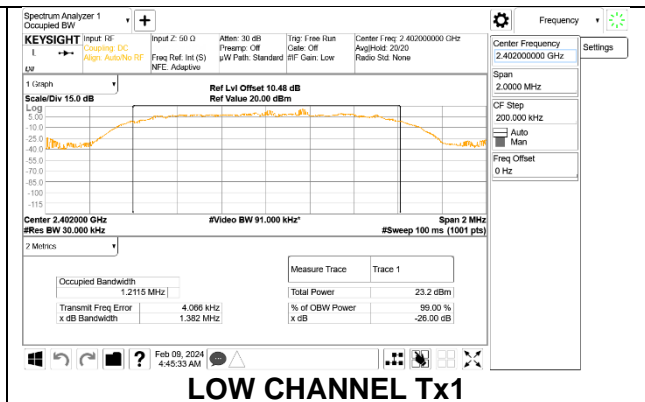 Spectrum Analyzer 1
Occupied BW
Frequency
KEYSIGHT Input: RF Input Z: 50 Ω Atten: 30 dB Trig: Free Run Center Freq: 2.402000000 GHz
L Coupling: DC Preamp: Off Gate: Off Avg|Hold: 20/20
Align: Auto/No RF Freq Ref: Int (S) µW Path: Standard #IF Gain: Low Radio Std: None
NFE: Adaptive
Center Frequency
2.402000000 GHz
Settings
Span
2.0000 MHz
CF Step
200.000 kHz
Auto
Man
Freq Offset
0 Hz
1 Graph
Ref Lvl Offset 10.48 dB
Scale/Div 15.0 dB Ref Value 20.00 dBm
Log
5.00
-10.0
-25.0
-40.0
-55.0
-70.0
-85.0
-100
-115
Center 2.402000 GHz #Video BW 91.000 kHz* Span 2 MHz
#Res BW 30.000 kHz #Sweep 100 ms (1001 pts)
2 Metrics
Measure Trace Trace 1
Occupied Bandwidth
1.2115 MHz Total Power 23.2 dBm
Transmit Freq Error 4.066 kHz % of OBW Power 99.00 %
x dB Bandwidth 1.382 MHz x dB -26.00 dB
? Feb 09, 2024
4:45:33 AM
LOW CHANNEL Tx1